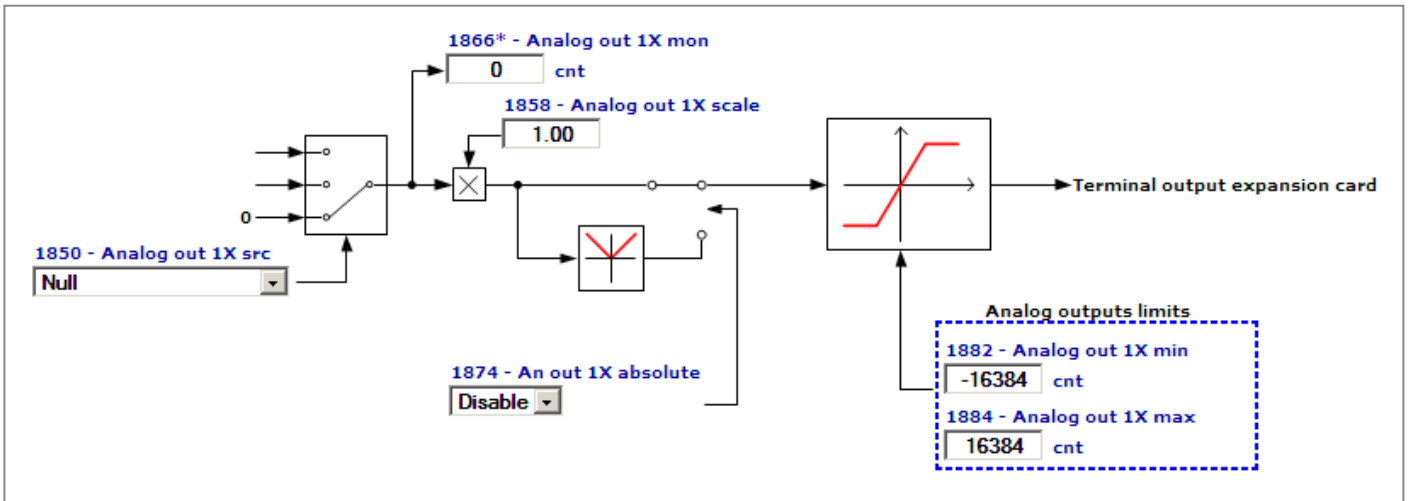 1866* - Analog out 1X mon
0 cnt
1858 - Analog out 1X scale
1.00
0
Terminal output expansion card
1850 - Analog out 1X src
Null
Analog outputs limits
1882 - Analog out 1X min
-16384 cnt
1874 - An out 1X absolute
Disable
1884 - Analog out 1X max
16384 cnt